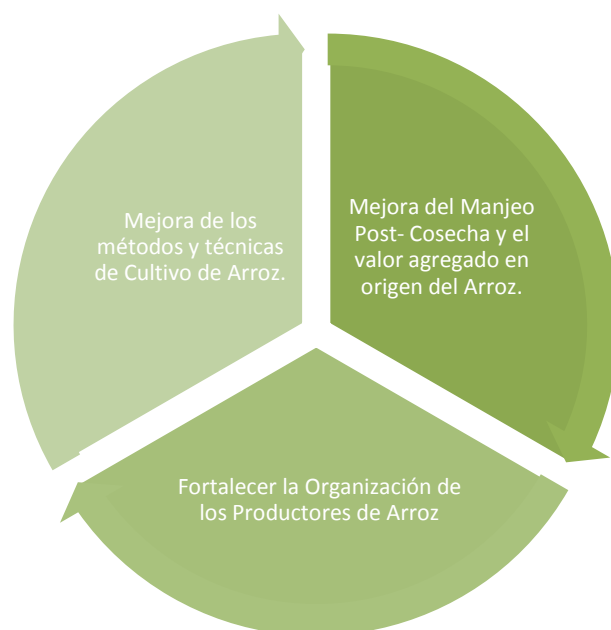 Mejora de los
métodos y técnicas
de Cultivo de Arroz.
Mejora del Manjeo
Post- Cosecha y el
valor agregado en
origen del Arroz.
Fortalecer la Organización de
los Productores de Arroz